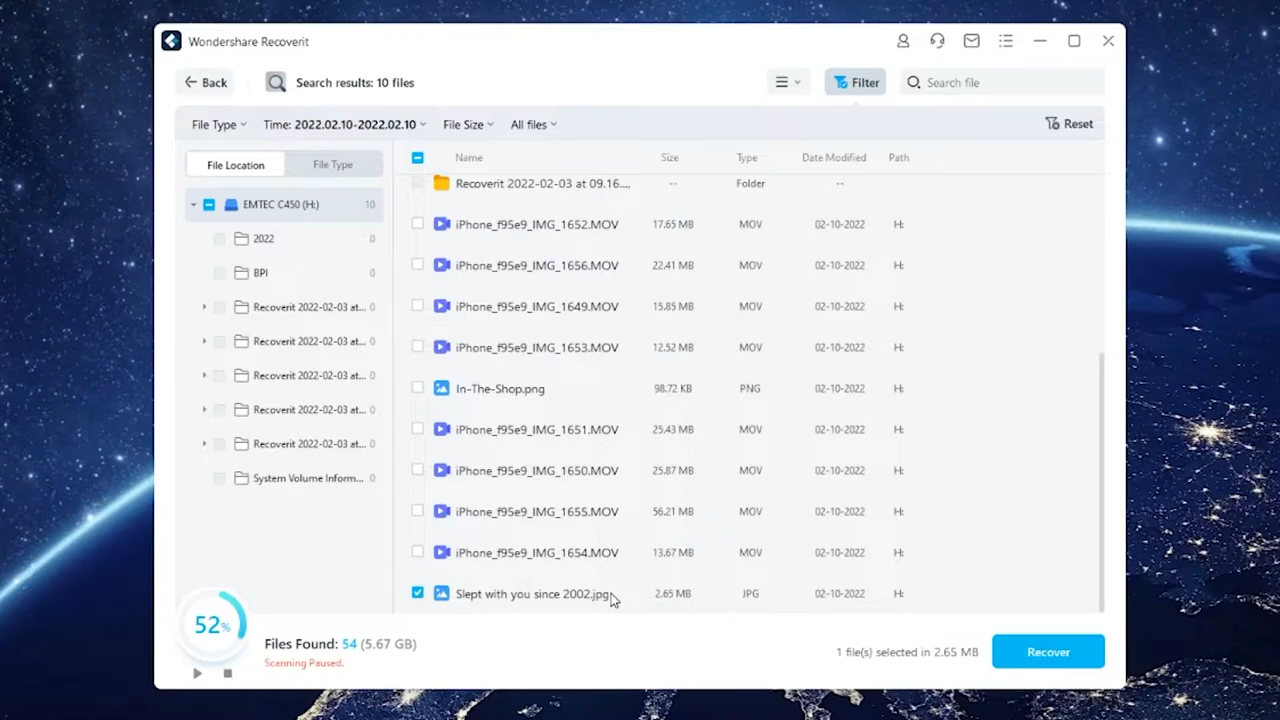 Wondershare Recoverit
Back
Search results: 10 files
Filter
Search file
File Type
Time: 2022.02.10-2022.02.10
File Size
All files
Reset
File Location
File Type
Name
Size
Type
Date Modified
Path
EMTEC C450 (H:) 10
2022 0
BPI 0
Recoverit 2022-02-03 at... 0
Recoverit 2022-02-03 at... 0
Recoverit 2022-02-03 at... 0
Recoverit 2022-02-03 at... 0
Recoverit 2022-02-03 at... 0
System Volume Inform... 0
Recoverit 2022-02-03 at 09.16.... -- Folder --
iPhone_f95e9_IMG_1652.MOV 17.65 MB MOV 02-10-2022 H:
iPhone_f95e9_IMG_1656.MOV 22.41 MB MOV 02-10-2022 H:
iPhone_f95e9_IMG_1649.MOV 15.85 MB MOV 02-10-2022 H:
iPhone_f95e9_IMG_1653.MOV 12.52 MB MOV 02-10-2022 H:
In-The-Shop.png 98.72 KB PNG 02-10-2022 H:
iPhone_f95e9_IMG_1651.MOV 25.43 MB MOV 02-10-2022 H:
iPhone_f95e9_IMG_1650.MOV 25.87 MB MOV 02-10-2022 H:
iPhone_f95e9_IMG_1655.MOV 56.21 MB MOV 02-10-2022 H:
iPhone_f95e9_IMG_1654.MOV 13.67 MB MOV 02-10-2022 H:
Slept with you since 2002.jpg 2.65 MB JPG 02-10-2022 H:
52%
Files Found: 54 (5.67 GB)
Scanning Paused.
1 file(s) selected in 2.65 MB
Recover